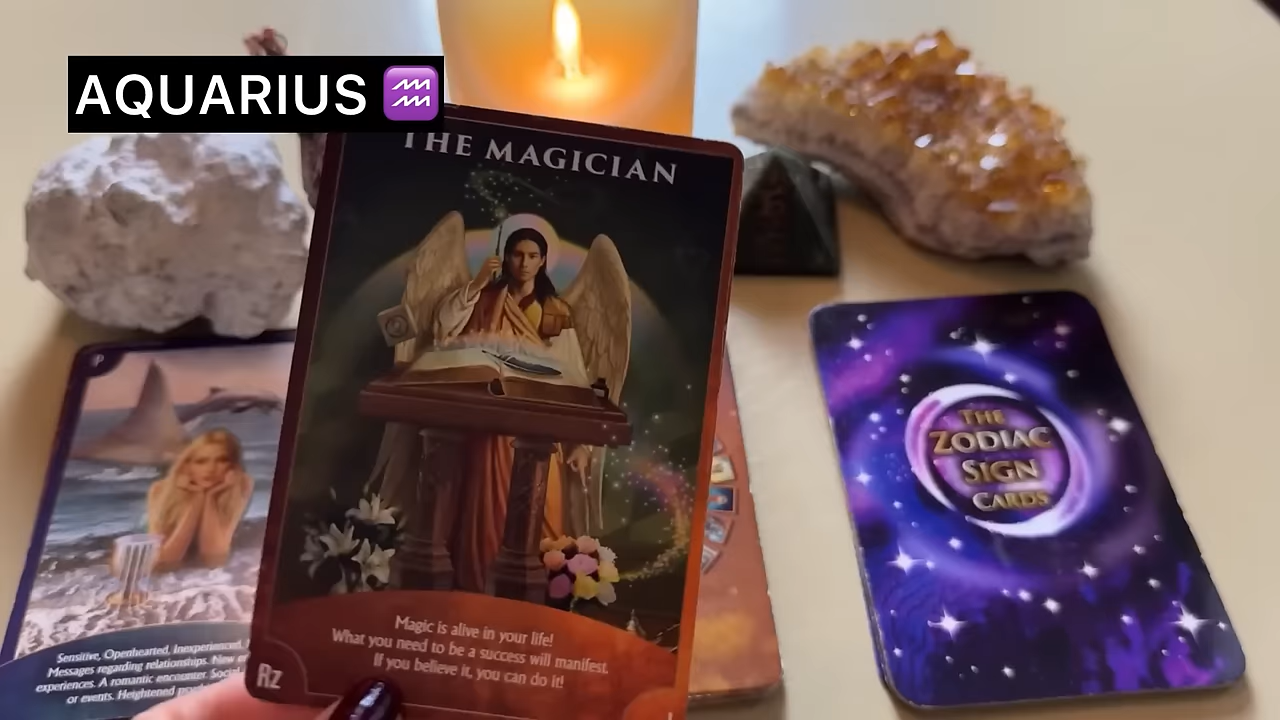 AQUARIUS ♒
THE MAGICIAN
THE
ZODIAC
SIGN
CARDS
Magic is alive in your life!
What you need to be a success will manifest.
If you believe it, you can do it!
Rz
P
Sensitive, Openhearted, Inexperienced,
Messages regarding relationships. New
experiences. A romantic encounter.
or events. Heightened